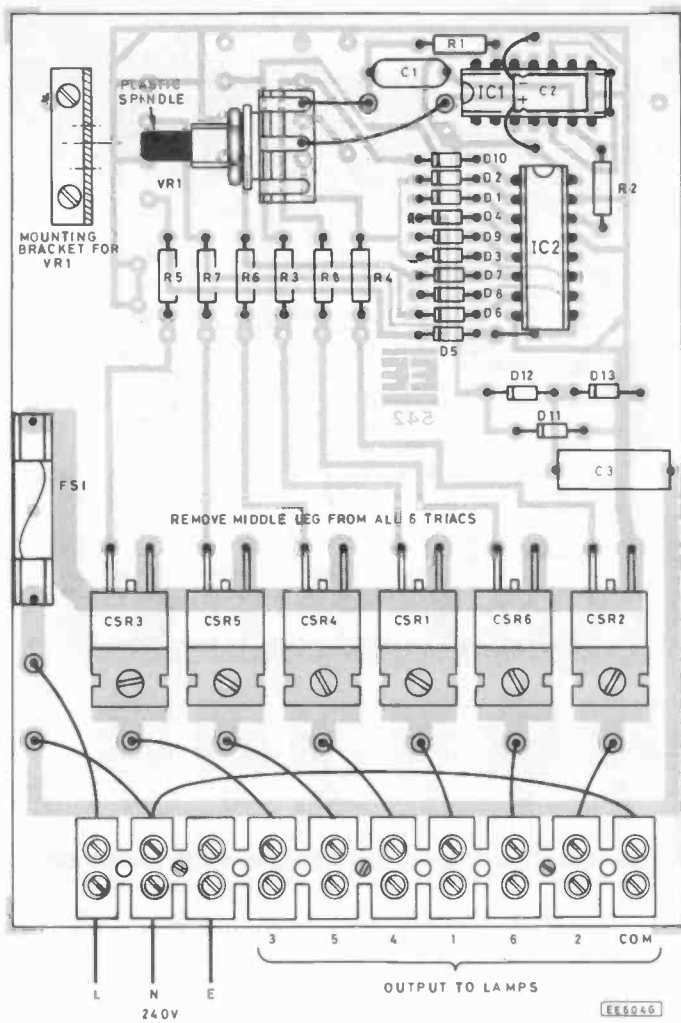 R1
C1
IC1
-
+
C2
PLASTIC
SPINDLE
VR1
MOUNTING
BRACKET FOR
VR1
D10
D2
D1
D4
D9
D3
D7
D8
D6
D5
IC2
R2
R5
R7
R6
R3
R8
R4
542
D12
D13
D11
C3
FS1
REMOVE MIDDLE LEG FROM ALL 6 TRIACS
CSR3
CSR5
CSR4
CSR1
CSR6
CSR2
3 5 4 1 6 2 COM
L N E
240V
OUTPUT TO LAMPS
EE604G